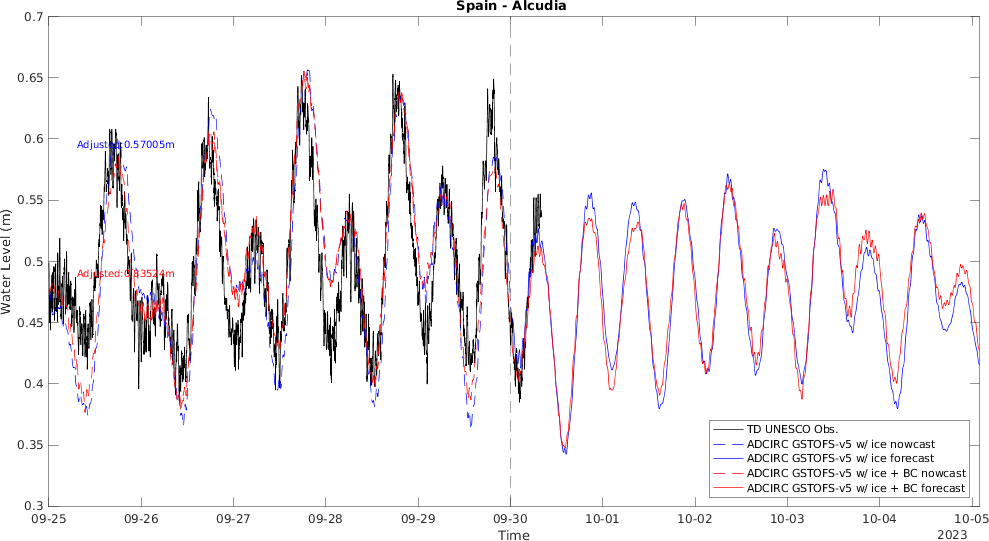 Spain - Alcudia
0.7
0.65
0.6
0.55
0.5
0.45
0.4
0.35
0.3
Water Level (m)
Adjusted:0.57005m
Adjusted:0.53524m
TD UNESCO Obs.
ADCIRC GSTOFS-v5 w/ ice nowcast
ADCIRC GSTOFS-v5 w/ ice forecast
ADCIRC GSTOFS-v5 w/ ice + BC nowcast
ADCIRC GSTOFS-v5 w/ ice + BC forecast
09-25 09-26 09-27 09-28 09-29 09-30 10-01 10-02 10-03 10-04 10-05
Time
2023